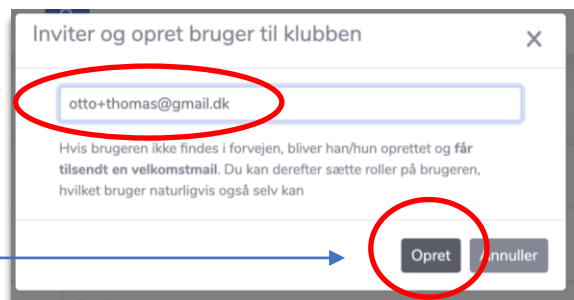 Inviter og opret bruger til klubben
otto+thomas@gmail.dk
Hvis brugeren ikke findes i forvejen, bliver han/hun oprettet og får
tilsendt en velkomstmail. Du kan derefter sætte roller på brugeren,
hvilket bruger naturligvis også selv kan
Opret Annuller